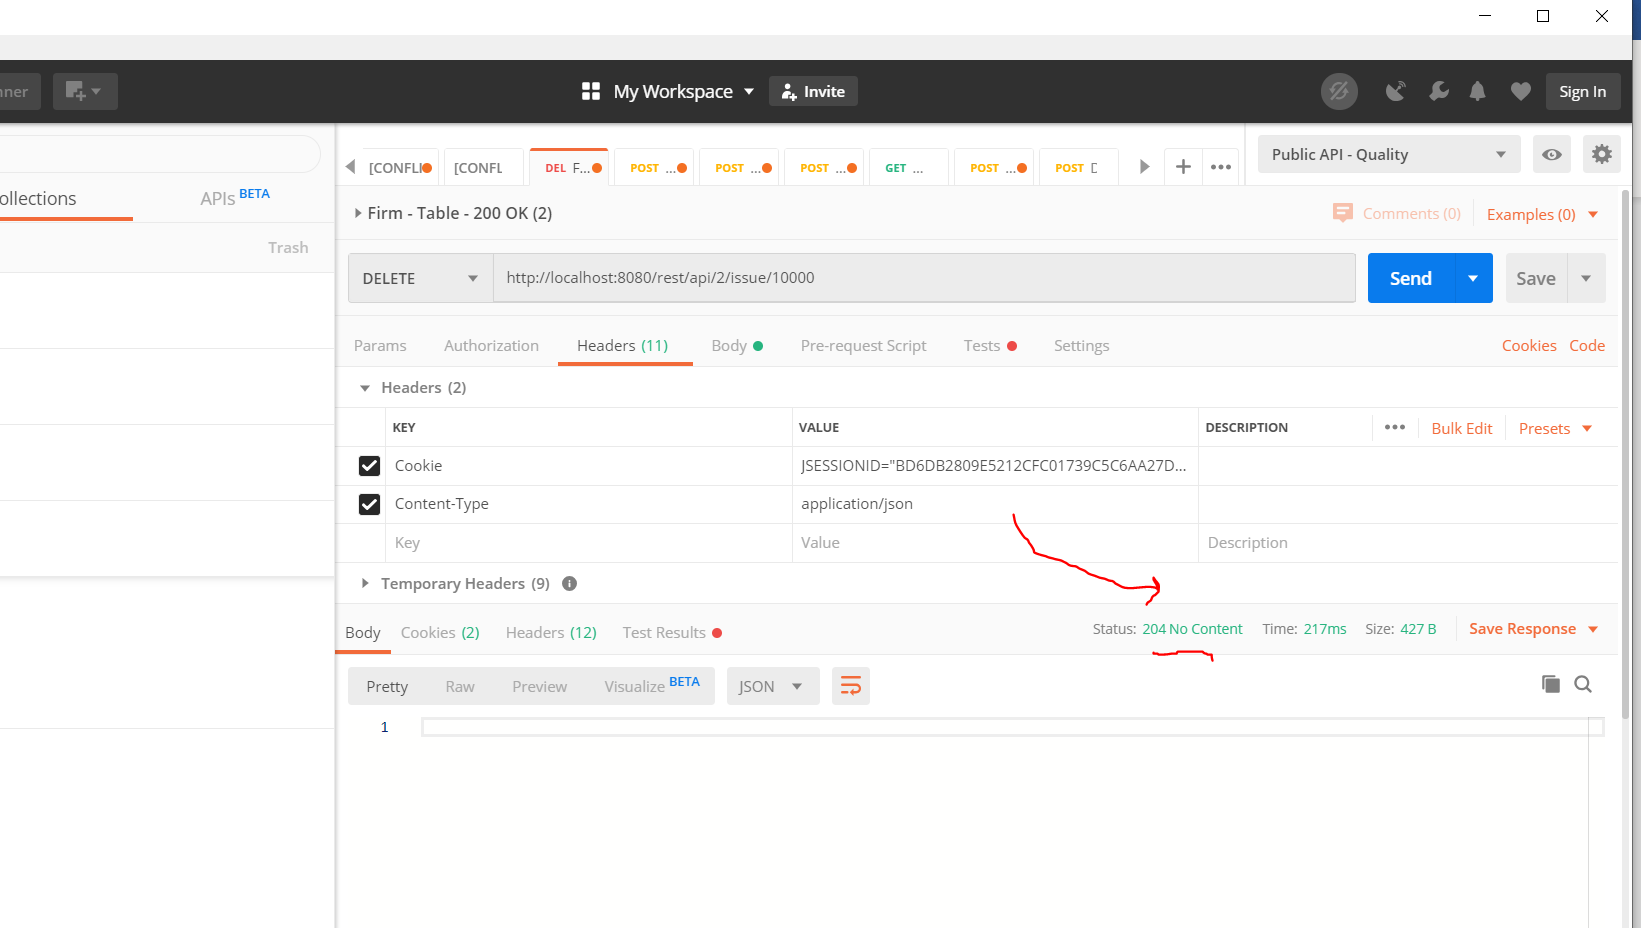 nner
My Workspace
Invite
Sign In
ollections
APIs BETA
Trash
[CONFLI
[CONFL
DEL F...
POST ...
POST ...
POST ...
GET ...
POST ...
POST D
Public API - Quality
Firm - Table - 200 OK (2)
Comments (0)
Examples (0)
DELETE
http://localhost:8080/rest/api/2/issue/10000
Send
Save
Params
Authorization
Headers (11)
Body
Pre-request Script
Tests
Settings
Cookies
Code
Headers (2)
KEY
VALUE
DESCRIPTION
Bulk Edit
Presets
Cookie
JSESSIONID="BD6DB2809E5212CFC01739C5C6AA27D...
Content-Type
application/json
Key
Value
Description
Temporary Headers (9)
Body
Cookies (2)
Headers (12)
Test Results
Status: 204 No Content
Time: 217ms
Size: 427 B
Save Response
Pretty
Raw
Preview
Visualize BETA
JSON
1